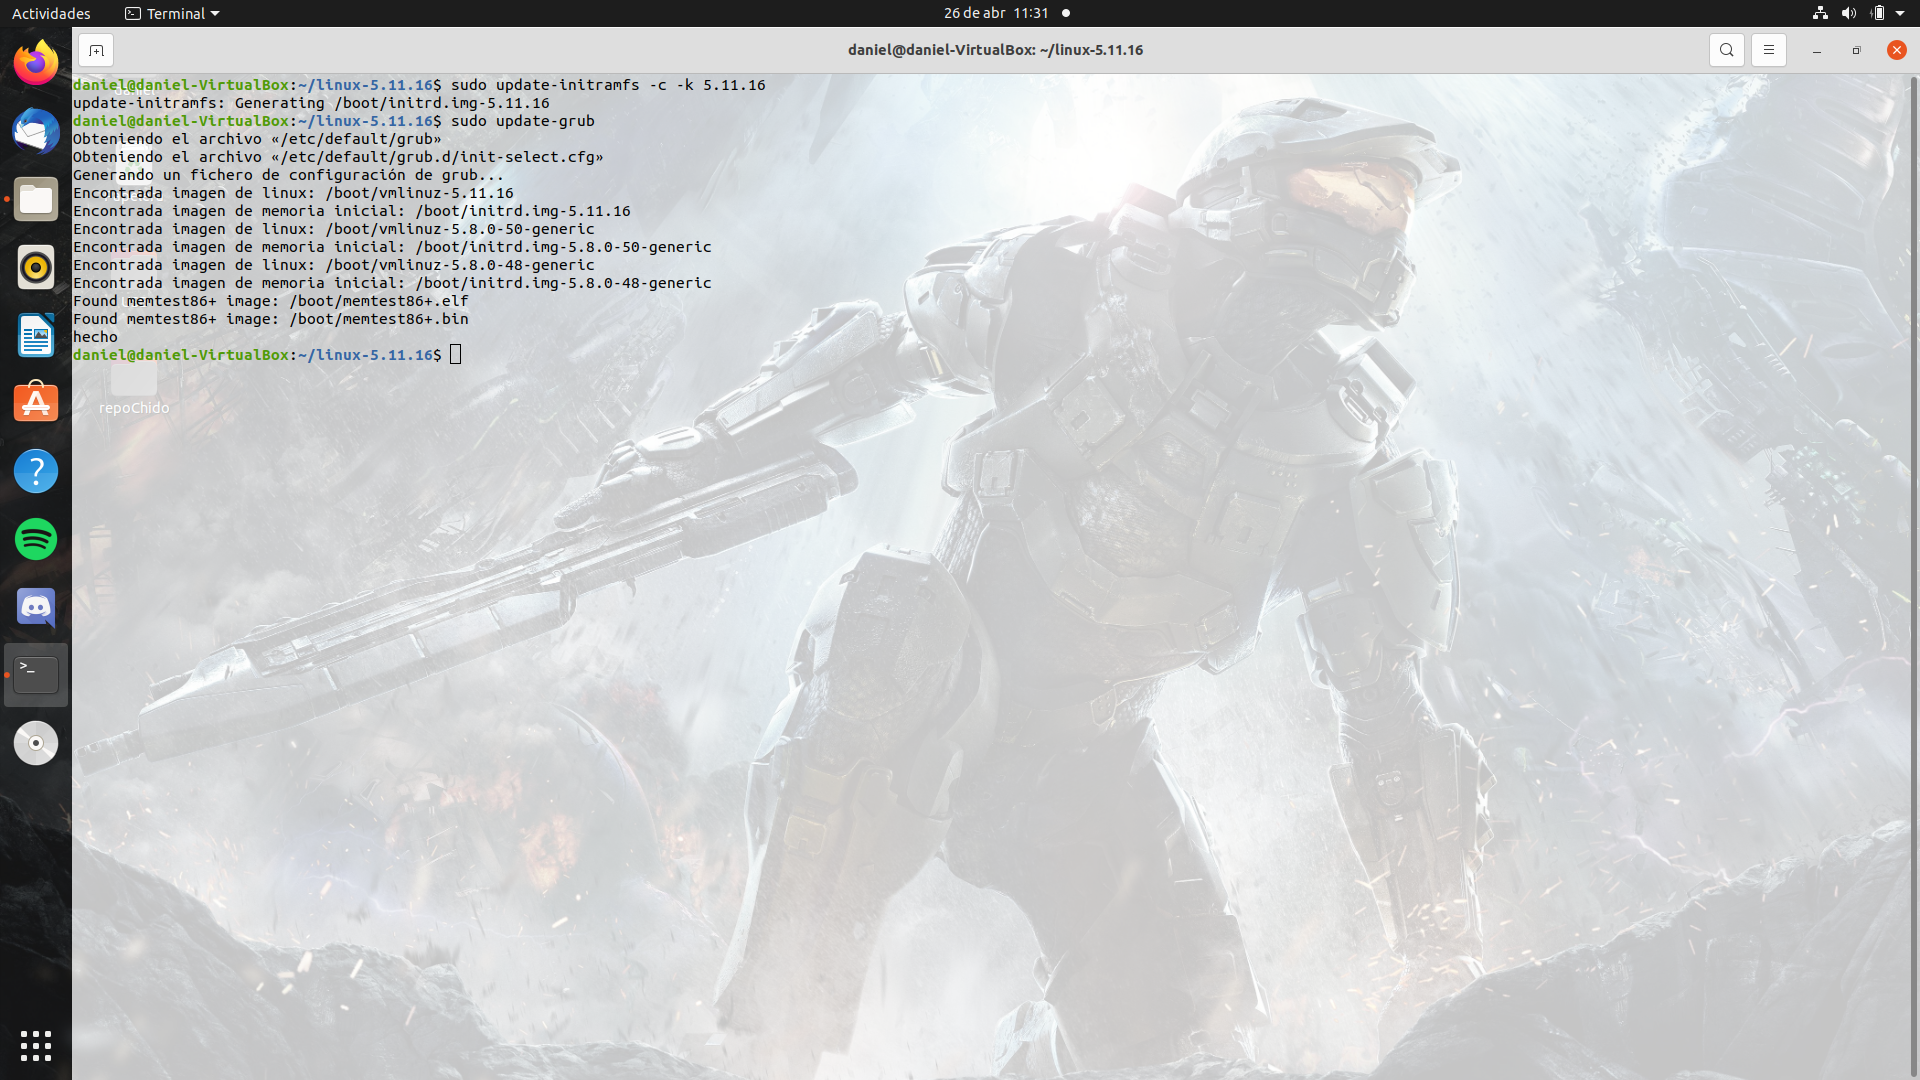 Actividades
Terminal
26 de abr 11:31
daniel@daniel-VirtualBox: ~/linux-5.11.16
daniel@daniel-VirtualBox:~/linux-5.11.16$ sudo update-initramfs -c -k 5.11.16
update-initramfs: Generating /boot/initrd.img-5.11.16
daniel@daniel-VirtualBox:~/linux-5.11.16$ sudo update-grub
Obteniendo el archivo «/etc/default/grub»
Obteniendo el archivo «/etc/default/grub.d/init-select.cfg»
Generando un fichero de configuración de grub...
Encontrada imagen de linux: /boot/vmlinuz-5.11.16
Encontrada imagen de memoria inicial: /boot/initrd.img-5.11.16
Encontrada imagen de linux: /boot/vmlinuz-5.8.0-50-generic
Encontrada imagen de memoria inicial: /boot/initrd.img-5.8.0-50-generic
Encontrada imagen de linux: /boot/vmlinuz-5.8.0-48-generic
Encontrada imagen de memoria inicial: /boot/initrd.img-5.8.0-48-generic
Found memtest86+ image: /boot/memtest86+.elf
Found memtest86+ image: /boot/memtest86+.bin
hecho
daniel@daniel-VirtualBox:~/linux-5.11.16$
repoChido